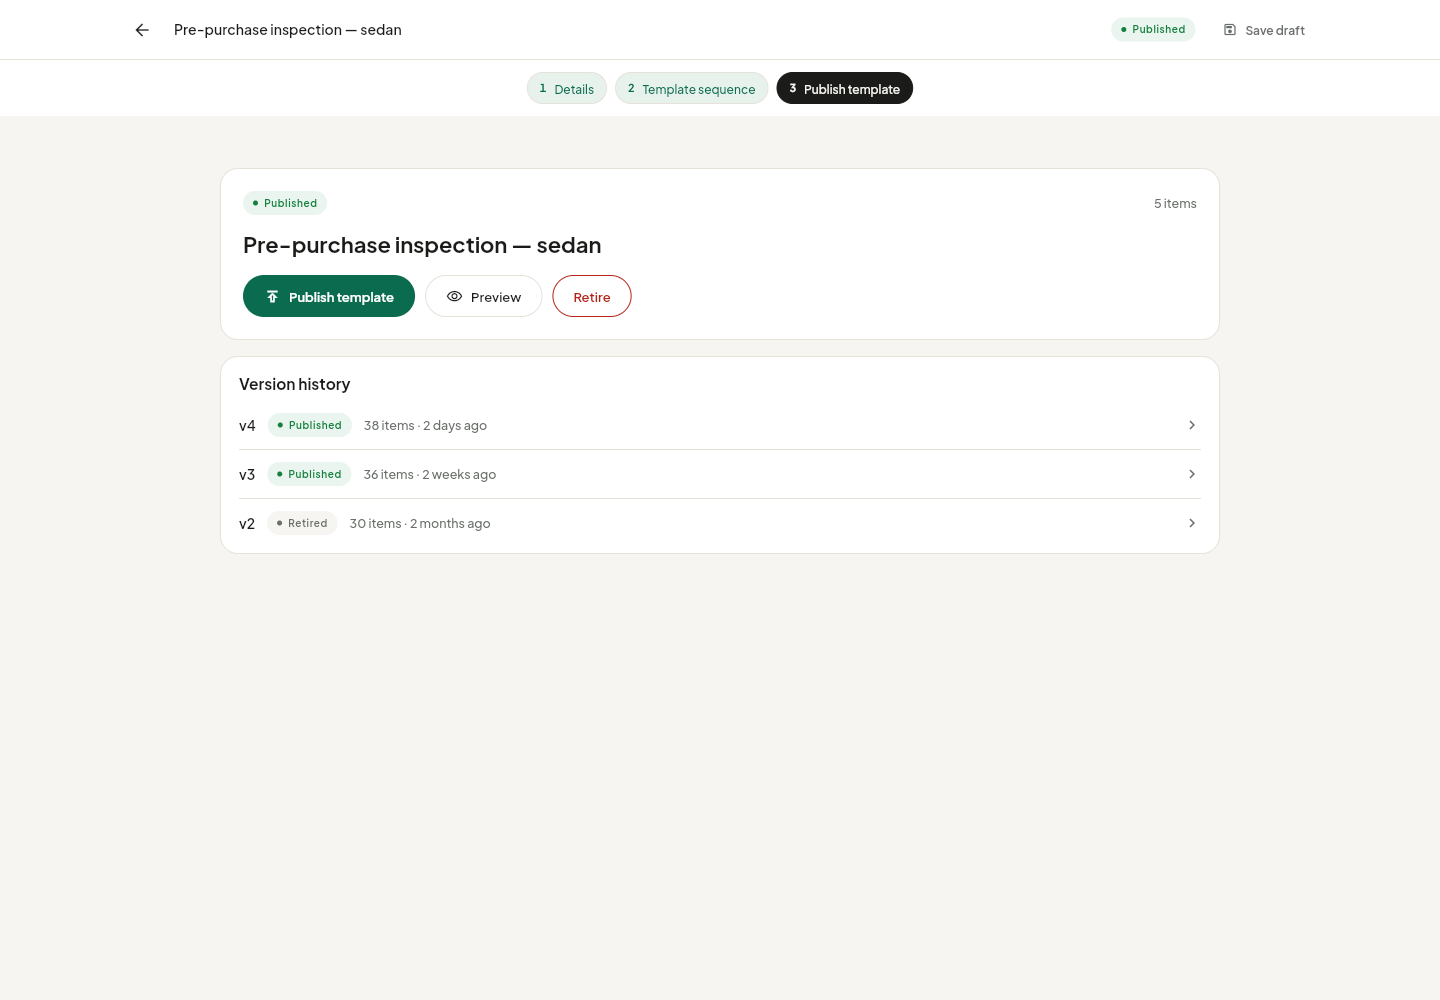 Pre-purchase inspection — sedan
Published
Save draft
1 Details
2 Template sequence
3 Publish template
Published
5 items
Pre-purchase inspection — sedan
Publish template
Preview
Retire
Version history
v4 Published 38 items · 2 days ago
v3 Published 36 items · 2 weeks ago
v2 Retired 30 items · 2 months ago